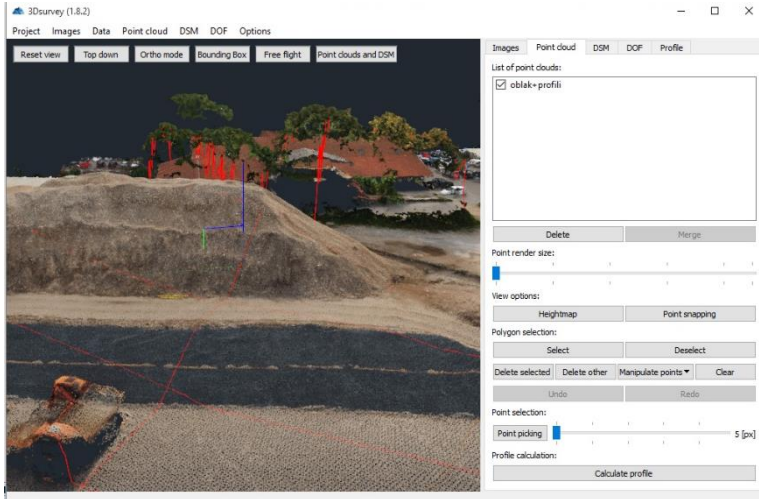 3Dsurvey (1.8.2)
Project Images Data Point cloud DSM DOF Options
Reset view Top down Ortho mode Bounding Box Free flight Point clouds and DSM
Images Point cloud DSM DOF Profile
List of point clouds:
oblak+profili
Delete Merge
Point render size:
View options:
Heightmap Point snapping
Polygon selection:
Select Deselect
Delete selected Delete other Manipulate points Clear
Undo Redo
Point selection:
Point picking 5 [px]
Profile calculation:
Calculate profile